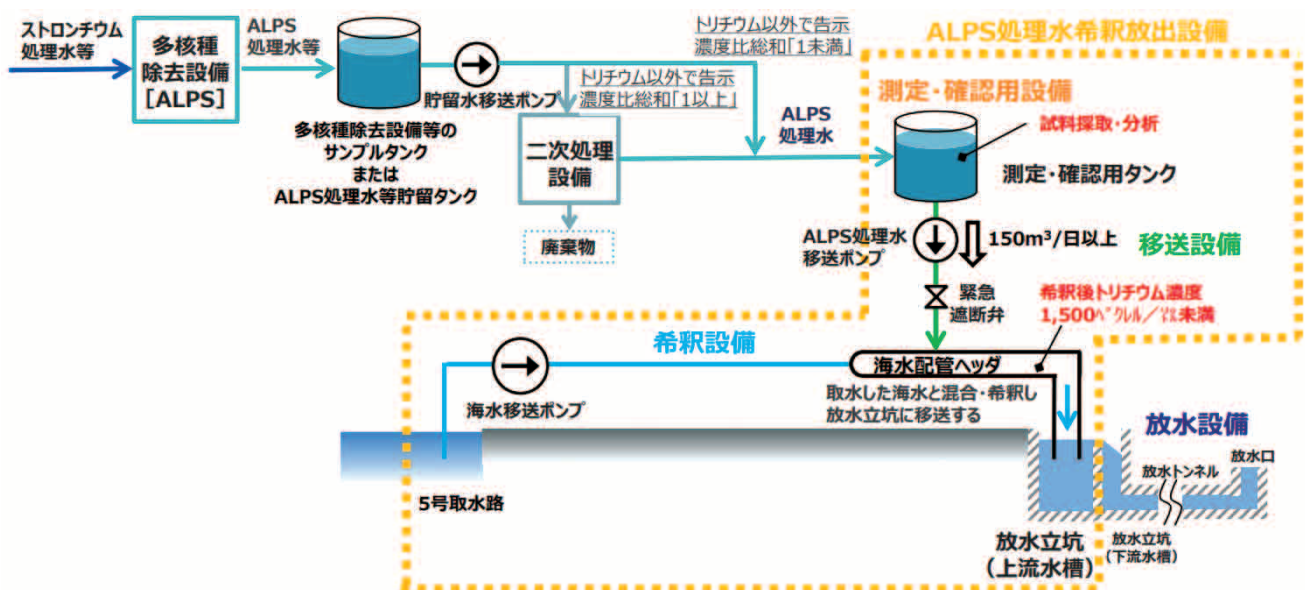 ストロンチウム
処理水等
多核種
除去設備
[ALPS]
ALPS
処理水等
多核種除去設備等の
サンプルタンク
または
ALPS処理水等貯留タンク
貯留水移送ポンプ
トリチウム以外で告示
濃度比総和「1未満」
トリチウム以外で告示
濃度比総和「1以上」
二次処理
設備
廃棄物
ALPS
処理水
ALPS処理水希釈放出設備
測定・確認用設備
試料採取・分析
測定・確認用タンク
ALPS処理水
移送ポンプ
150m³/日以上
移送設備
緊急
遮断弁
希釈後トリチウム濃度
1,500ベクレル/㍑未満
希釈設備
海水移送ポンプ
海水配管ヘッダ
取水した海水と混合・希釈し
放水立坑に移送する
5号取水路
放水設備
放水口
放水トンネル
放水立坑
(上流水槽)
放水立坑
(下流水槽)